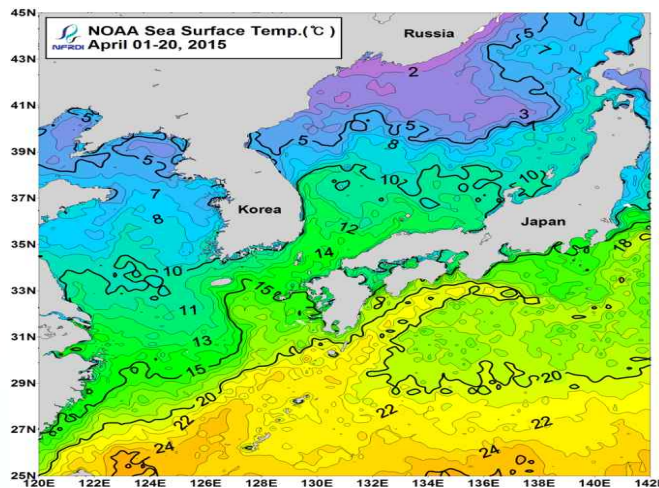 NOAA Sea Surface Temp.(℃)
April 01-20, 2015
NFRDI
Russia
Korea
Japan
45N
43N
41N
39N
37N
35N
33N
31N
29N
27N
25N
120E 122E 124E 126E 128E 130E 132E 134E 136E 138E 140E 142E
5
7
2
3
5
5
8
5
7
8
10
10
12
14
10
15
11
13
15
18
20
22
20
22
22
24
24